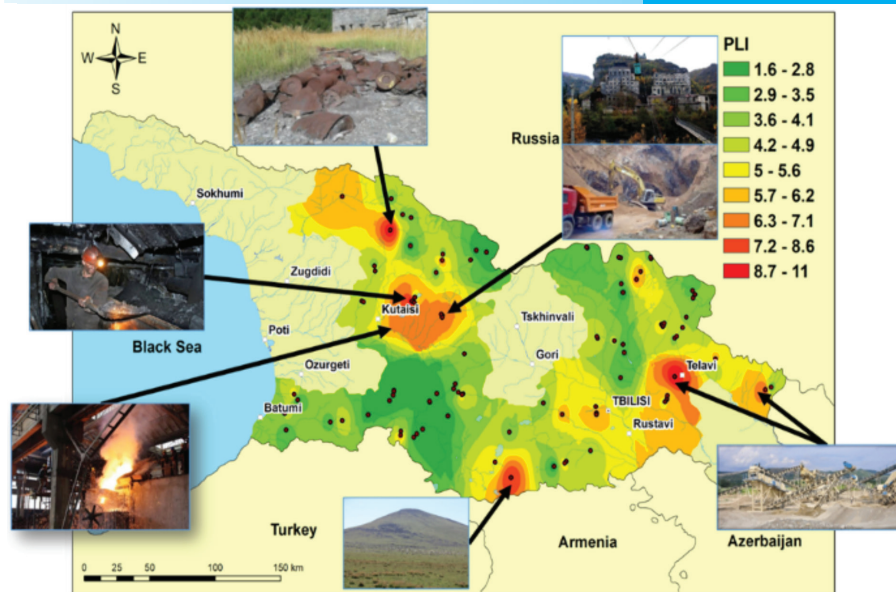 N
W E
S
PLI
1.6 - 2.8
2.9 - 3.5
3.6 - 4.1
4.2 - 4.9
5 - 5.6
5.7 - 6.2
6.3 - 7.1
7.2 - 8.6
8.7 - 11
Russia
Sokhumi
Zugdidi
Kutaisi
Tskhinvali
Black Sea
Poti
Ozurgeti
Gori
Telavi
Batumi
TBILISI
Rustavi
Turkey
Armenia
Azerbaijan
0 25 50 100 150 km